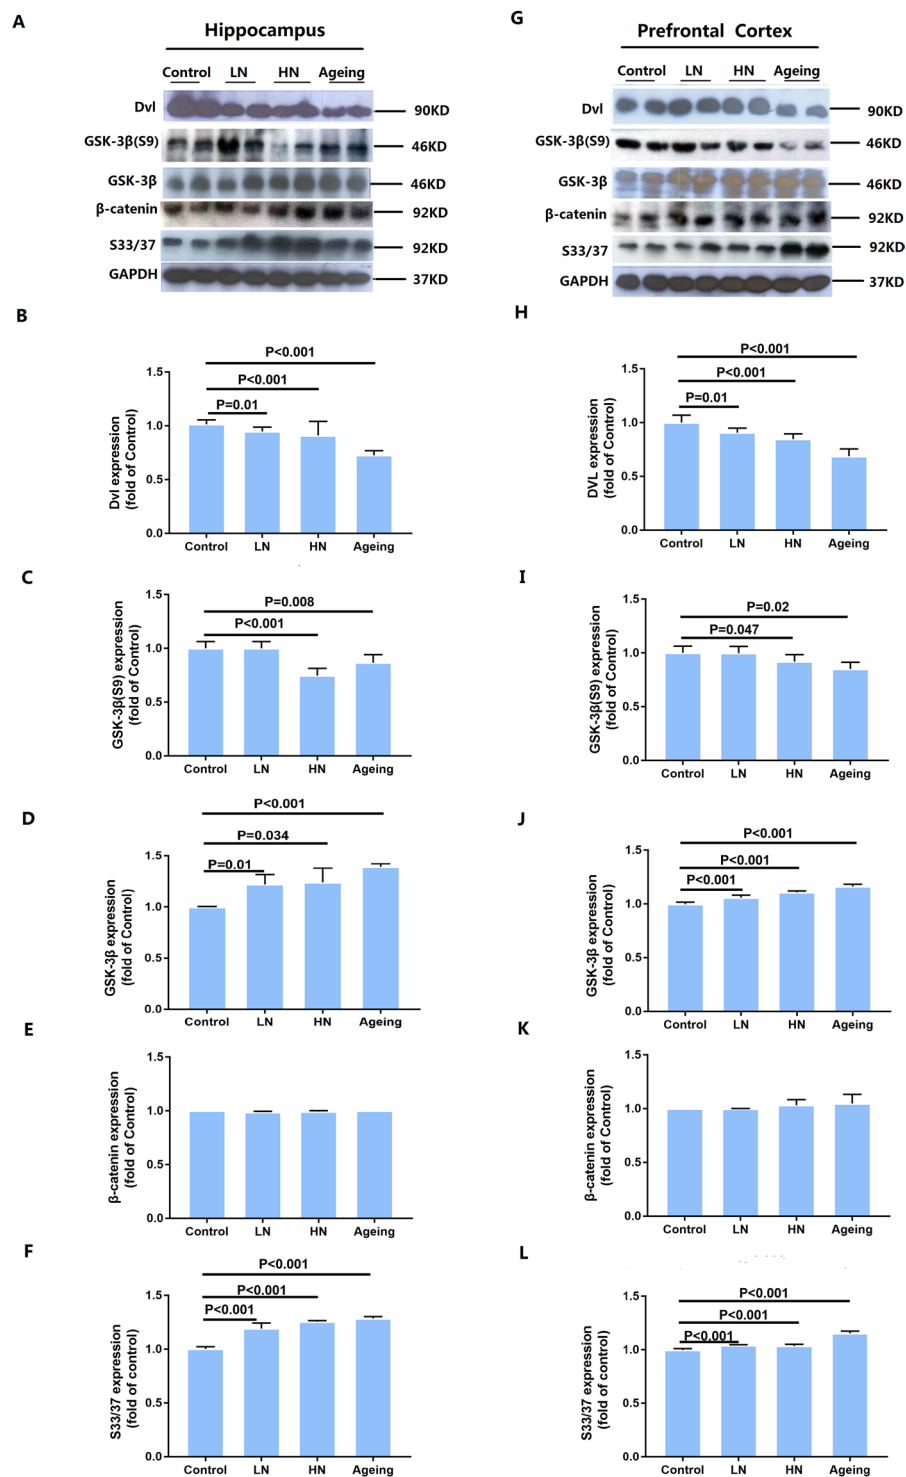 A
Hippocampus
Control LN HN Ageing
Dvl 90KD
GSK-3β(S9) 46KD
GSK-3β 46KD
β-catenin 92KD
S33/37 92KD
GAPDH 37KD
G
Prefrontal Cortex
Control LN HN Ageing
Dvl 90KD
GSK-3β(S9) 46KD
GSK-3β 46KD
β-catenin 92KD
S33/37 92KD
GAPDH 37KD
B
Dvl expression
(fold of Control)
1.5
1.0
0.5
0.0
P<0.001
P<0.001
P=0.01
Control LN HN Ageing
H
DVL expression
(fold of Control)
1.5
1.0
0.5
0.0
P<0.001
P<0.001
P=0.01
Control LN HN Ageing
C
GSK-3β(S9) expression
(fold of Control)
1.5
1.0
0.5
0.0
P=0.008
P<0.001
Control LN HN Ageing
I
GSK-3β(S9) expression
(fold of Control)
1.5
1.0
0.5
0.0
P=0.02
P=0.047
Control LN HN Ageing
D
GSK-3β expression
(fold of Control)
1.5
1.0
0.5
0.0
P<0.001
P=0.034
P=0.01
Control LN HN Ageing
J
GSK-3β expression
(fold of Control)
1.5
1.0
0.5
0.0
P<0.001
P<0.001
P<0.001
Control LN HN Ageing
E
β-catenin expression
(fold of Control)
1.5
1.0
0.5
0.0
Control LN HN Ageing
K
β-catenin expression
(fold of Control)
1.5
1.0
0.5
0.0
Control LN HN Ageing
F
S33/37 expression
(fold of control)
1.5
1.0
0.5
0.0
P<0.001
P<0.001
P<0.001
Control LN HN Ageing
L
S33/37 expression
(fold of Control)
1.5
1.0
0.5
0.0
P<0.001
P<0.001
P<0.001
Control LN HN Ageing